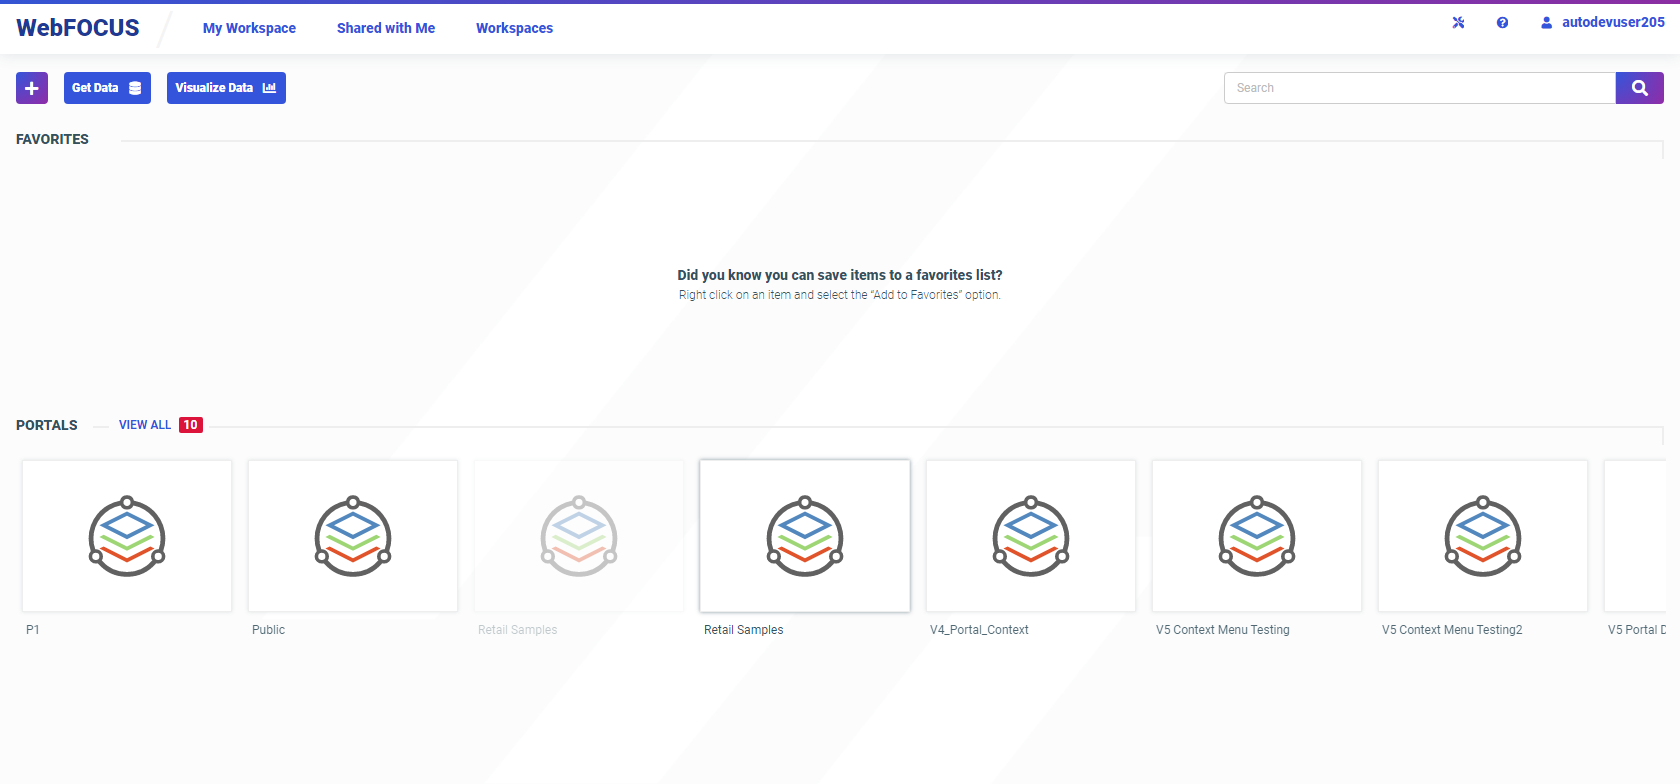 WebFOCUS
My Workspace
Shared with Me
Workspaces
autodevuser205
Get Data
Visualize Data
Search
FAVORITES
Did you know you can save items to a favorites list?
Right click on an item and select the “Add to Favorites” option.
PORTALS
VIEW ALL 10
P1
Public
Retail Samples
Retail Samples
V4_Portal_Context
V5 Context Menu Testing
V5 Context Menu Testing2
V5 Portal D